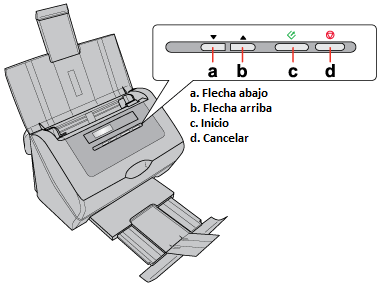 a b c d
a. Flecha abajo
b. Flecha arriba
c. Inicio
d. Cancelar